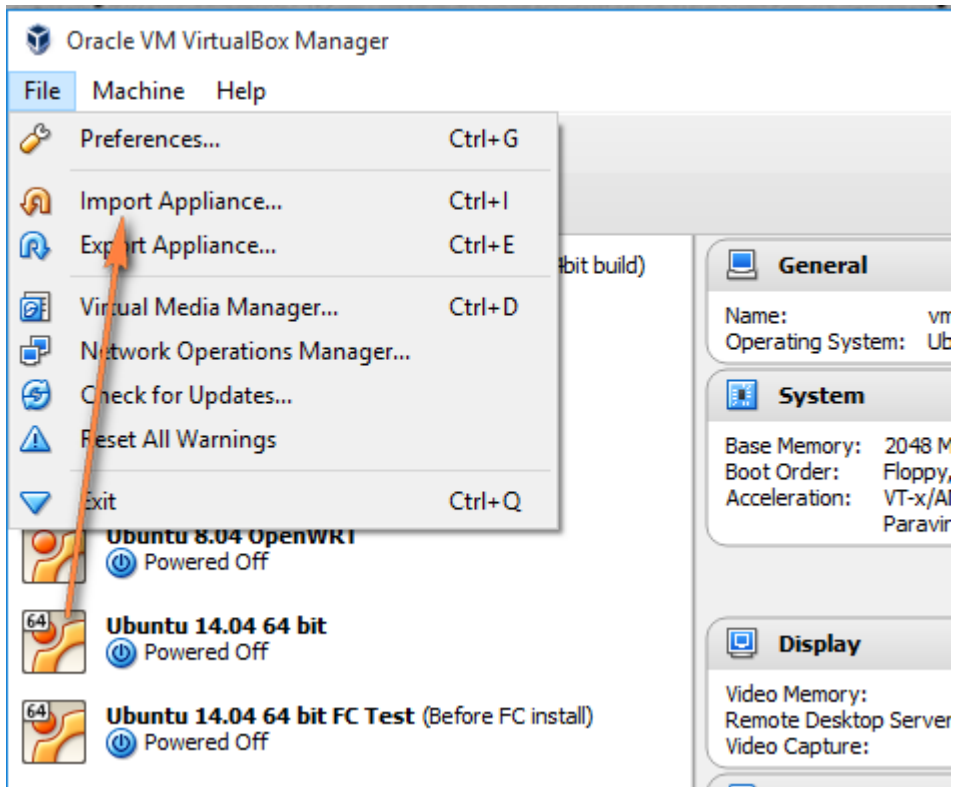 Oracle VM VirtualBox Manager
File Machine Help
Preferences... Ctrl+G
Import Appliance... Ctrl+I
Export Appliance... Ctrl+E
Virtual Media Manager... Ctrl+D
Network Operations Manager...
Check for Updates...
Reset All Warnings
Exit Ctrl+Q
4bit build)
Ubuntu 8.04 OpenWRT
Powered Off
64
Ubuntu 14.04 64 bit
Powered Off
64
Ubuntu 14.04 64 bit FC Test (Before FC install)
Powered Off
General
Name: vm
Operating System: Ub
System
Base Memory: 2048 M
Boot Order: Floppy,
Acceleration: VT-x/A
Paravir
Display
Video Memory:
Remote Desktop Server
Video Capture: